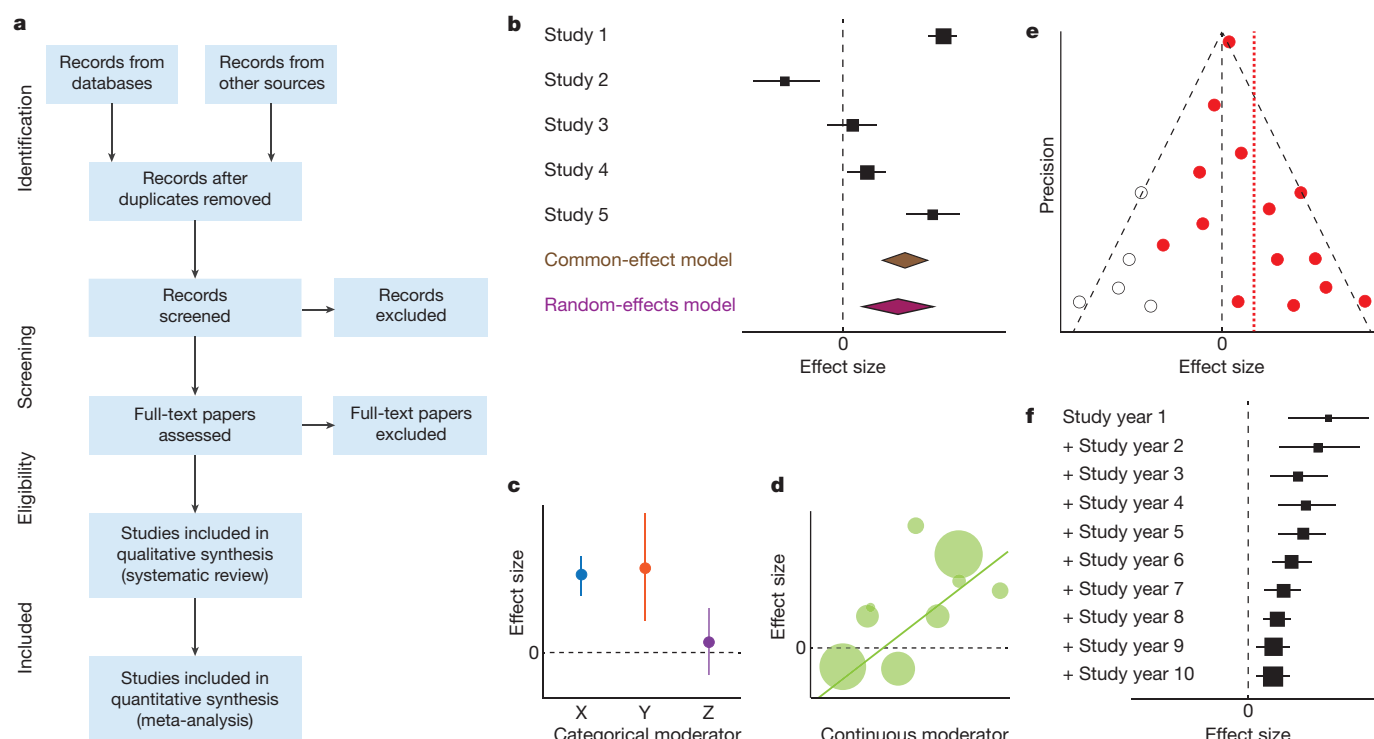 a
Identification
Screening
Eligibility
Included
Records from
databases
Records from
other sources
Records after
duplicates removed
Records
screened
Records
excluded
Full-text papers
assessed
Full-text papers
excluded
Studies included in
qualitative synthesis
(systematic review)
Studies included in
quantitative synthesis
(meta-analysis)
b
Study 1
Study 2
Study 3
Study 4
Study 5
Common-effect model
Random-effects model
0
Effect size
c
Effect size
0
X Y Z
Categorical moderator
d
Effect size
0
Continuous moderator
e
Precision
0
Effect size
f
Study year 1
+ Study year 2
+ Study year 3
+ Study year 4
+ Study year 5
+ Study year 6
+ Study year 7
+ Study year 8
+ Study year 9
+ Study year 10
0
Effect size